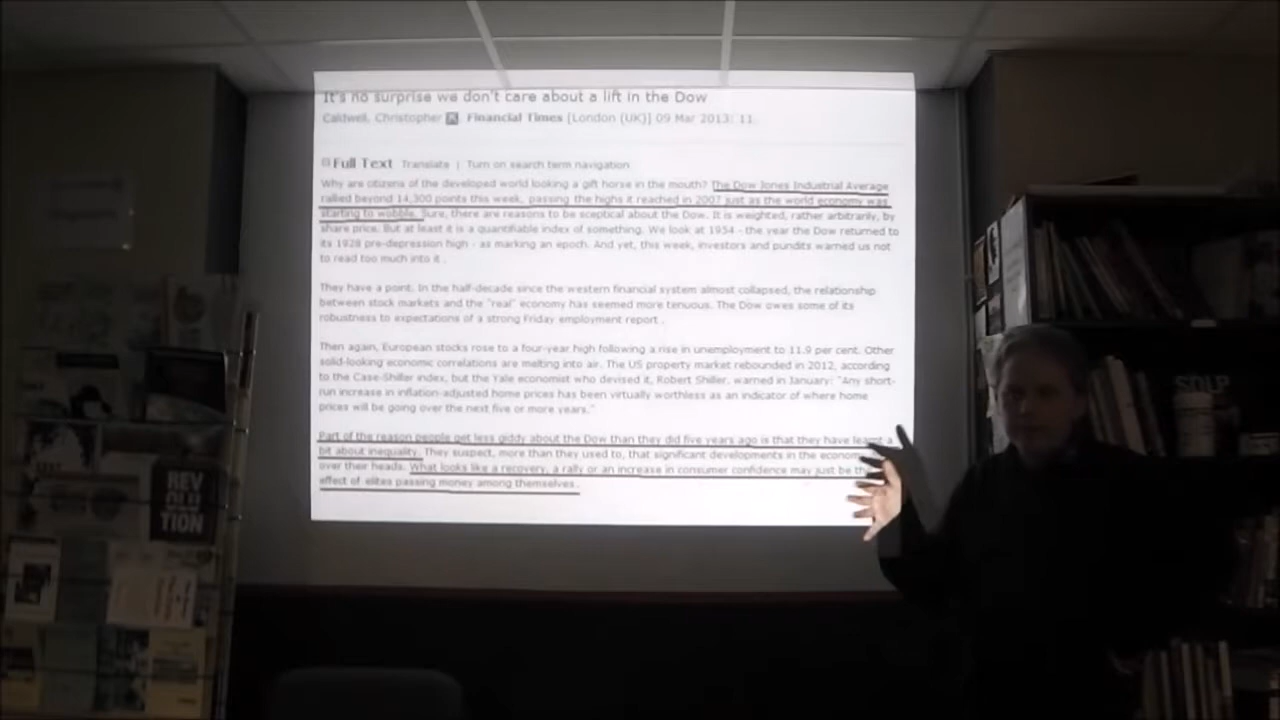 It's no surprise we don't care about a lift in the Dow
Caldwell, Christopher Financial Times [London (UK)] 09 Mar 2013: 11.
Full Text Translate | Turn on search term navigation
Why are citizens of the developed world looking a gift horse in the mouth? The Dow Jones Industrial Average
rallied beyond 14,300 points this week, passing the highs it reached in 2007 just as the world economy was
starting to wobble. Sure, there are reasons to be sceptical about the Dow. It is weighted, rather arbitrarily, by
share price. But at least it is a quantifiable index of something. We look at 1954 - the year the Dow returned to
its 1928 pre-depression high - as marking an epoch. And yet, this week, investors and pundits warned us not
to read too much into it .
They have a point. In the half-decade since the western financial system almost collapsed, the relationship
between stock markets and the "real" economy has seemed more tenuous. The Dow owes some of its
robustness to expectations of a strong Friday employment report .
Then again, European stocks rose to a four-year high following a rise in unemployment to 11.9 per cent. Other
solid-looking economic correlations are melting into air. The US property market rebounded in 2012, according
to the Case-Shiller index, but the Yale economist who devised it, Robert Shiller, warned in January: "Any short-
run increase in inflation-adjusted home prices has been virtually worthless as an indicator of where home
prices will be going over the next five or more years."
Part of the reason people get less giddy about the Dow than they did five years ago is that they have learnt a
bit about inequality. They suspect, more than they used to, that significant developments in the econom
over their heads. What looks like a recovery, a rally or an increase in consumer confidence may just be th
effect of elites passing money among themselves.
REV
OLU
TION